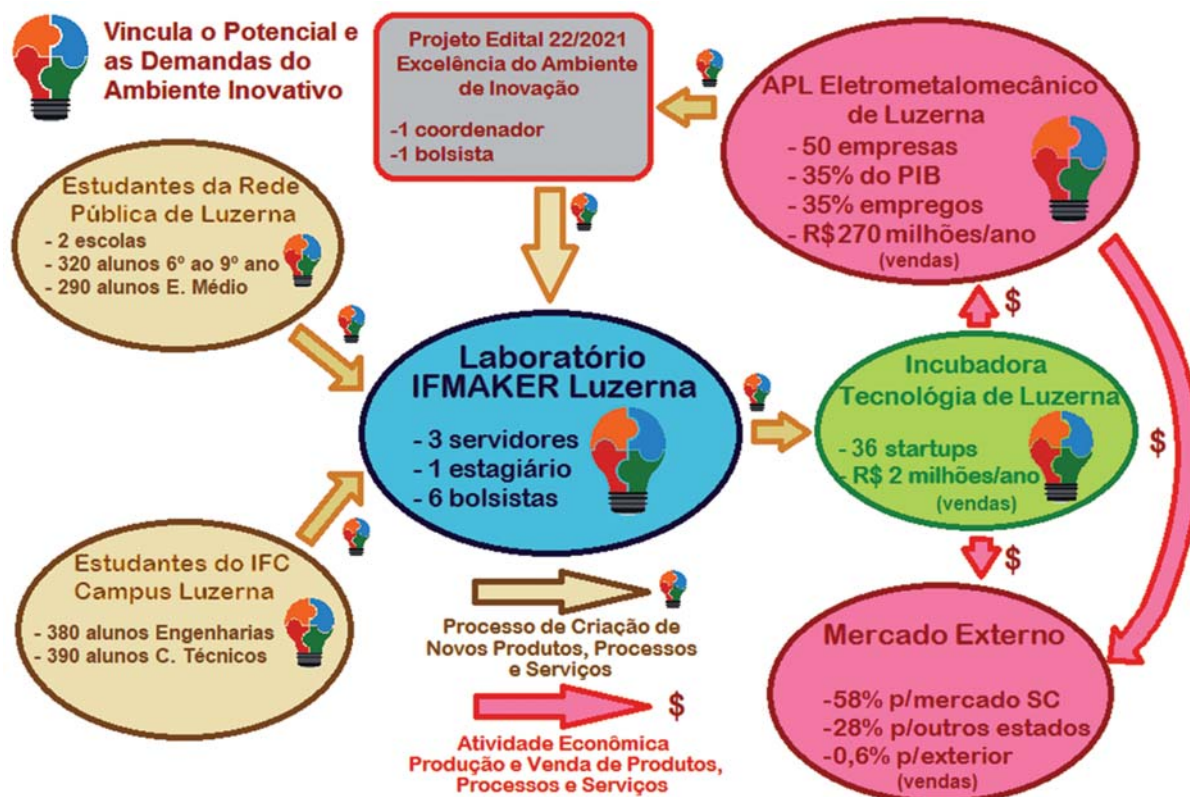 Vincula o Potencial e
as Demandas do
Ambiente Inovativo
Projeto Edital 22/2021
Excelência do Ambiente
de Inovação
-1 coordenador
-1 bolsista
APL Eletrometalomecânico
de Luzerna
- 50 empresas
- 35% do PIB
- 35% empregos
- R$270 milhões/ano
(vendas)
Estudantes da Rede
Pública de Luzerna
- 2 escolas
- 320 alunos 6º ao 9º ano
- 290 alunos E. Médio
Laboratório
IFMAKER Luzerna
- 3 servidores
- 1 estagiário
- 6 bolsistas
$
Incubadora
Tecnológia de Luzerna
- 36 startups
- R$ 2 milhões/ano
(vendas)
$
$
Estudantes do IFC
Campus Luzerna
- 380 alunos Engenharias
- 390 alunos C. Técnicos
Processo de Criação de
Novos Produtos, Processos
e Serviços
$
Atividade Econômica
Produção e Venda de Produtos,
Processos e Serviços
Mercado Externo
-58% p/mercado SC
-28% p/outros estados
-0,6% p/exterior
(vendas)